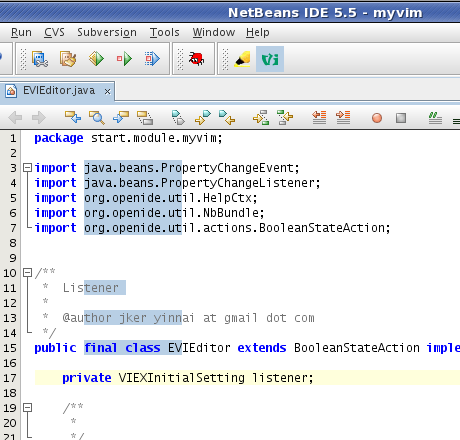 NetBeans IDE 5.5 - myvim
Run CVS Subversion Tools Window Help
EVIEditor.java ×
1 package start.module.myvim;
2
3 import java.beans.PropertyChangeEvent;
4 import java.beans.PropertyChangeListener;
5 import org.openide.util.HelpCtx;
6 import org.openide.util.NbBundle;
7 import org.openide.util.actions.BooleanStateAction;
8
9
10 /**
11 * Listener
12 *
13 * @author jker yinnai at gmail dot com
14 */
15 public final class EVIEditor extends BooleanStateAction imple
16
17 private VIEXInitialSetting listener;
18
19 /**
20 *
21 */